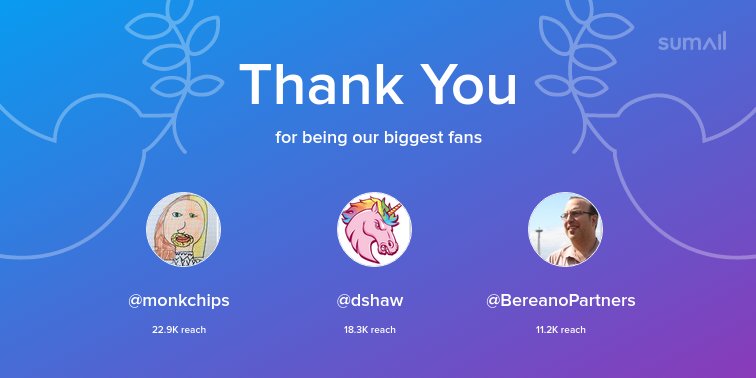 sumall
Thank You
for being our biggest fans
@monkchips
@dshaw
@BereanoPartners
22.9K reach
18.3K reach
11.2K reach